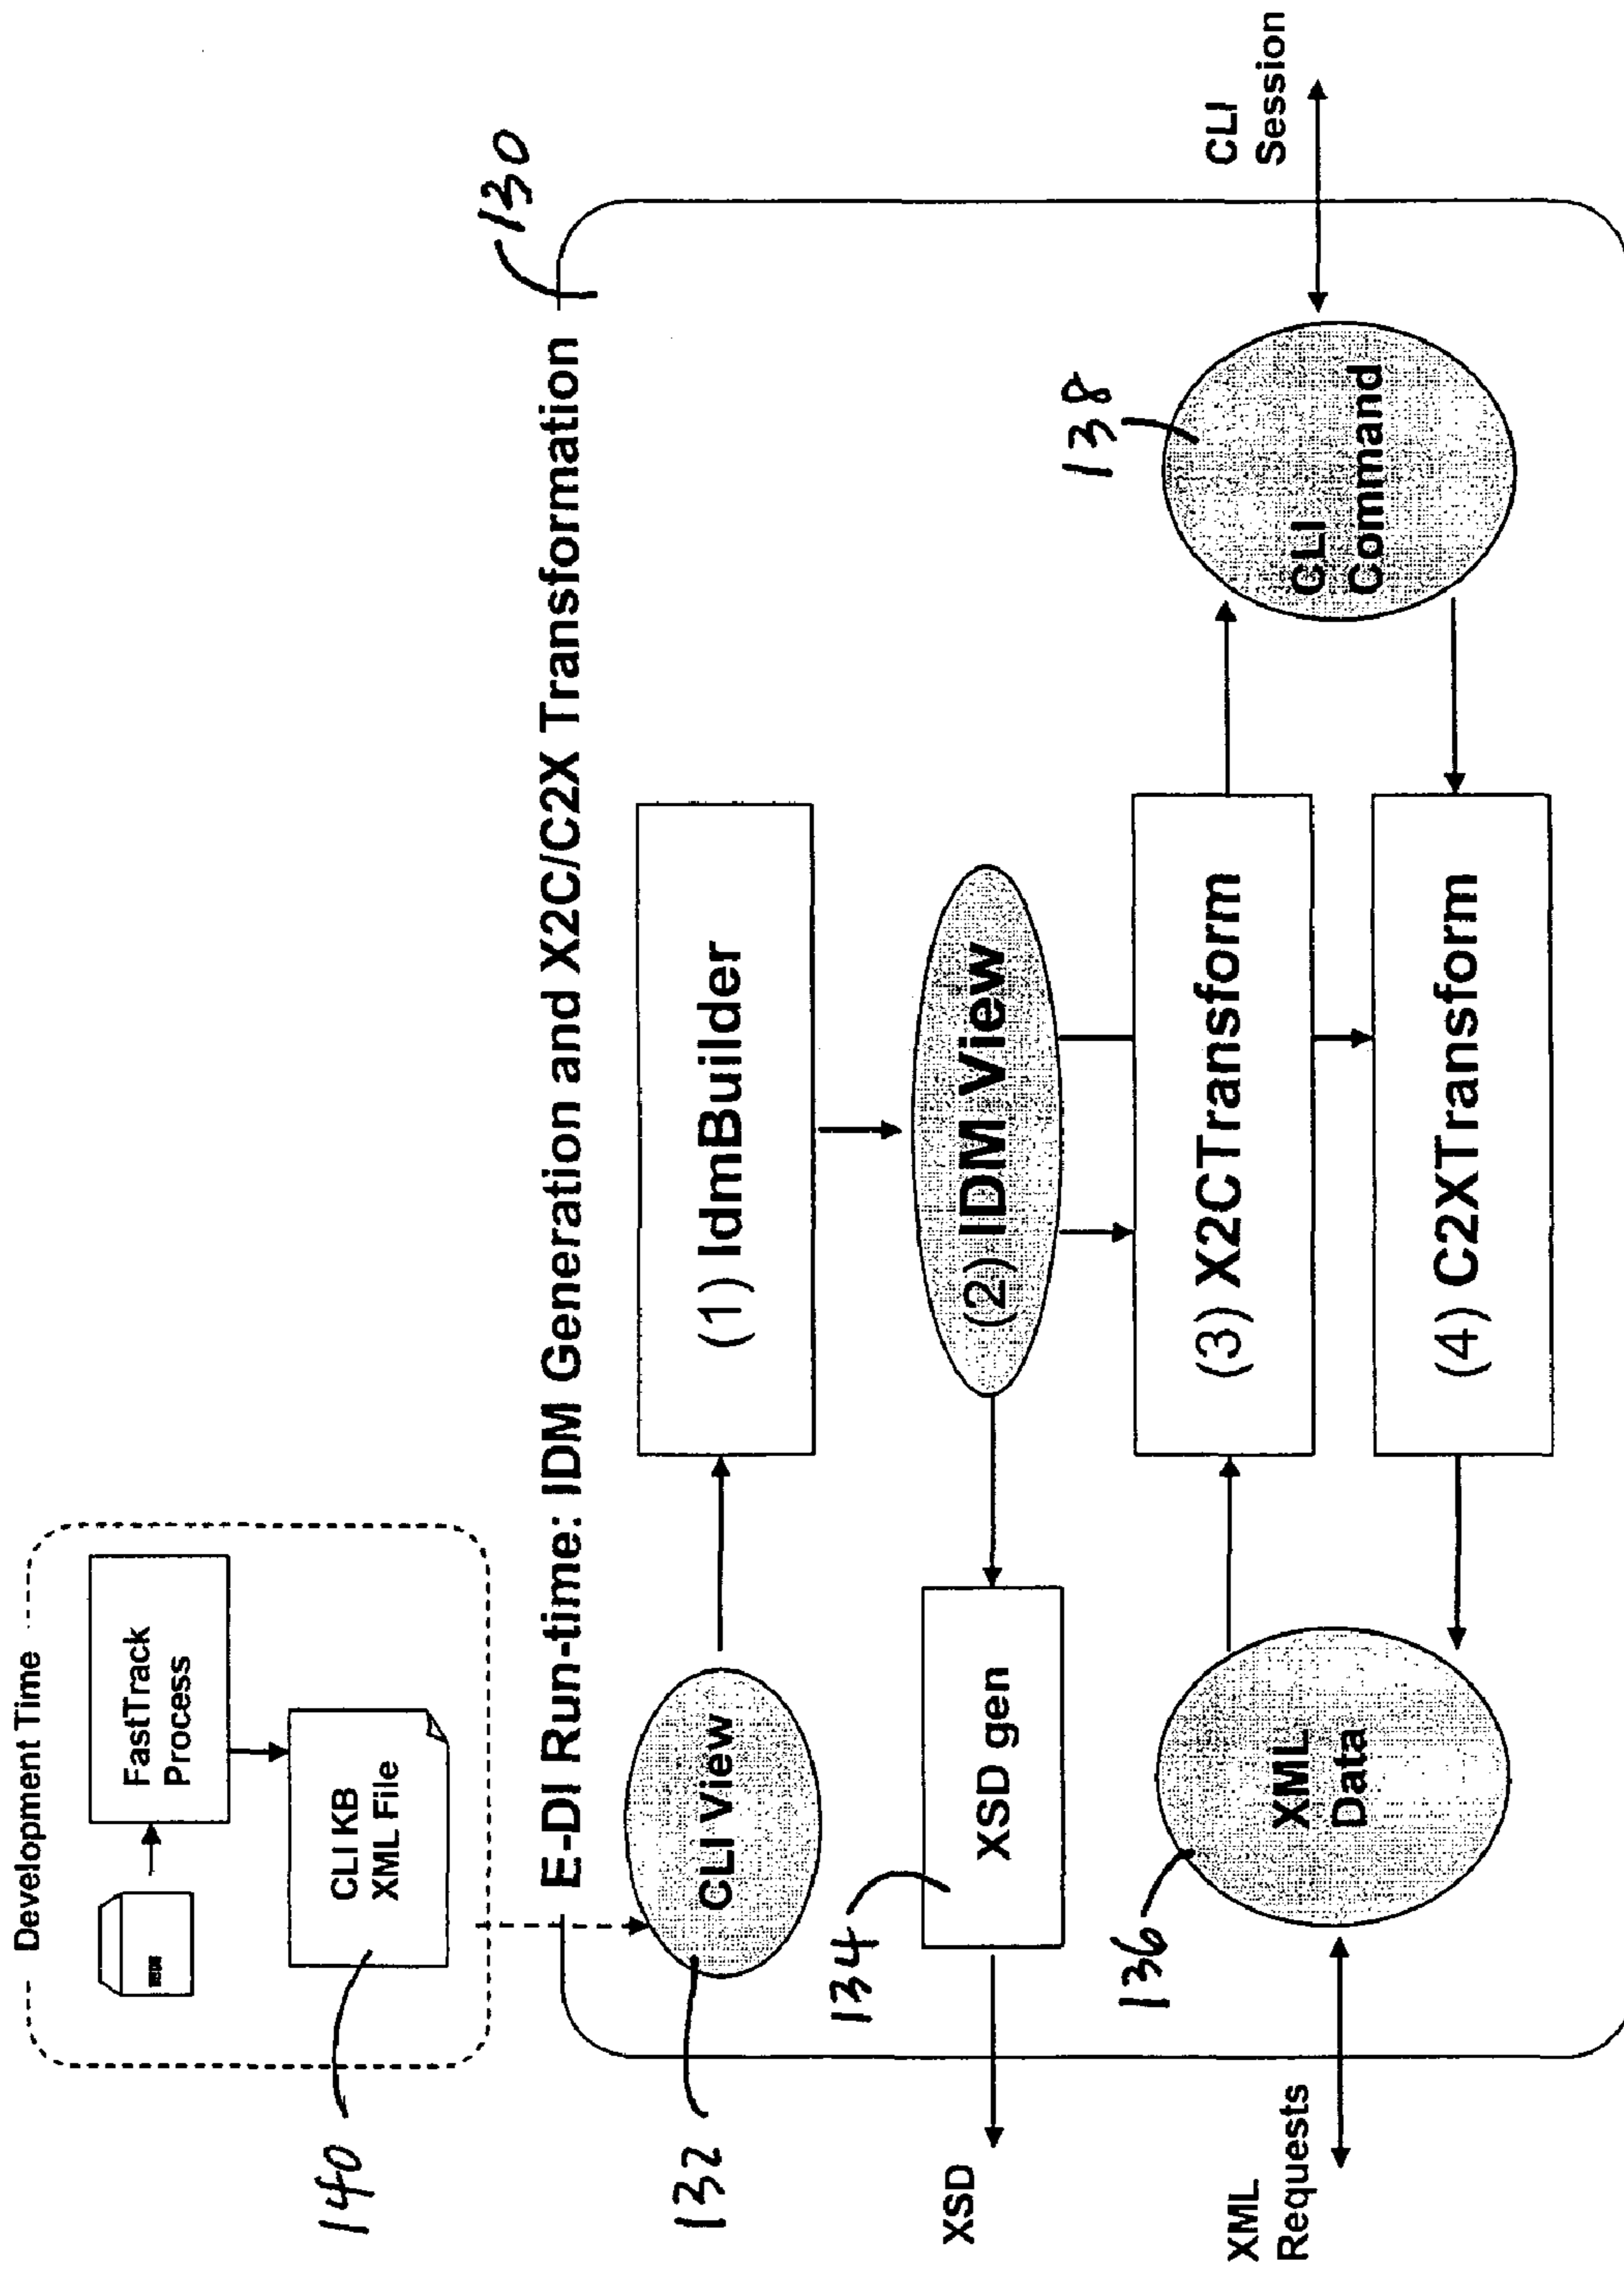 Development Time
FastTrack
Process
CLI KB
XML File
140
E-DI Run-time: IDM Generation and X2C/C2X Transformation
130
CLI View
132
(1) IdmBuilder
XSD
134
XSD gen
(2) IDM View
XML
Requests
136
XML
Data
(3) X2CTransform
(4) C2XTransform
138
CLI
Command
CLI
Session